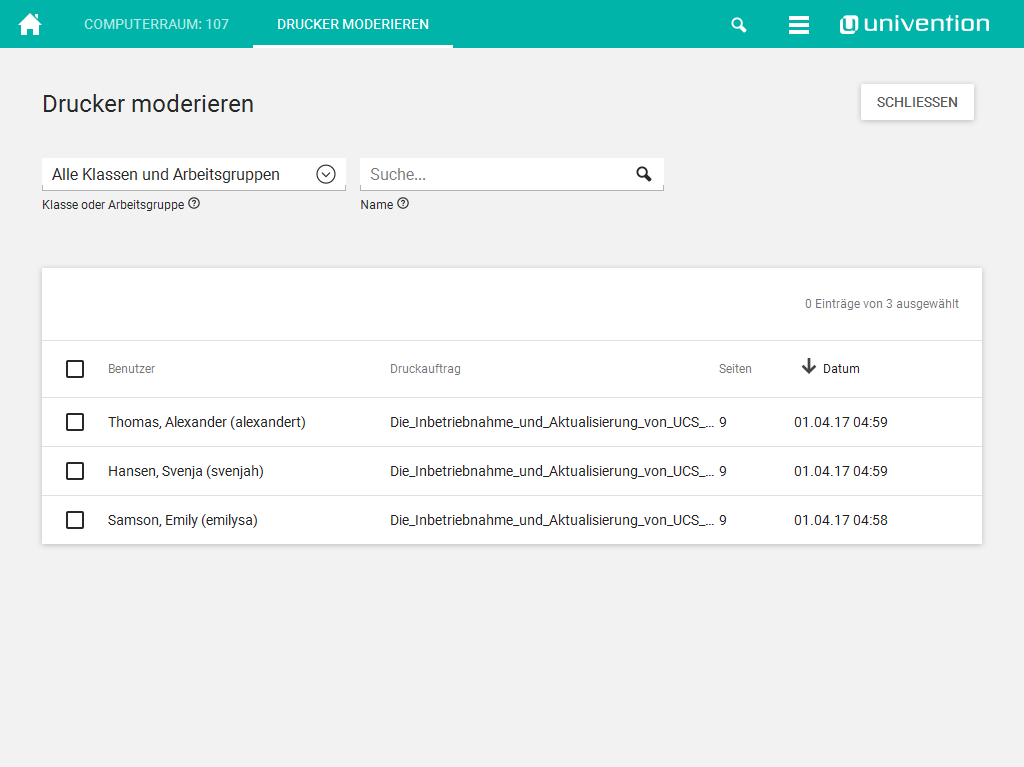 COMPUTERRAUM: 107 DRUCKER MODERIEREN univention
Drucker moderieren SCHLIESSEN
Alle Klassen und Arbeitsgruppen Suche...
Klasse oder Arbeitsgruppe Name
0 Einträge von 3 ausgewählt
Benutzer Druckauftrag Seiten Datum
Thomas, Alexander (alexandert) Die_Inbetriebnahme_und_Aktualisierung_von_UCS_... 9 01.04.17 04:59
Hansen, Svenja (svenjah) Die_Inbetriebnahme_und_Aktualisierung_von_UCS_... 9 01.04.17 04:59
Samson, Emily (emilysa) Die_Inbetriebnahme_und_Aktualisierung_von_UCS_... 9 01.04.17 04:58